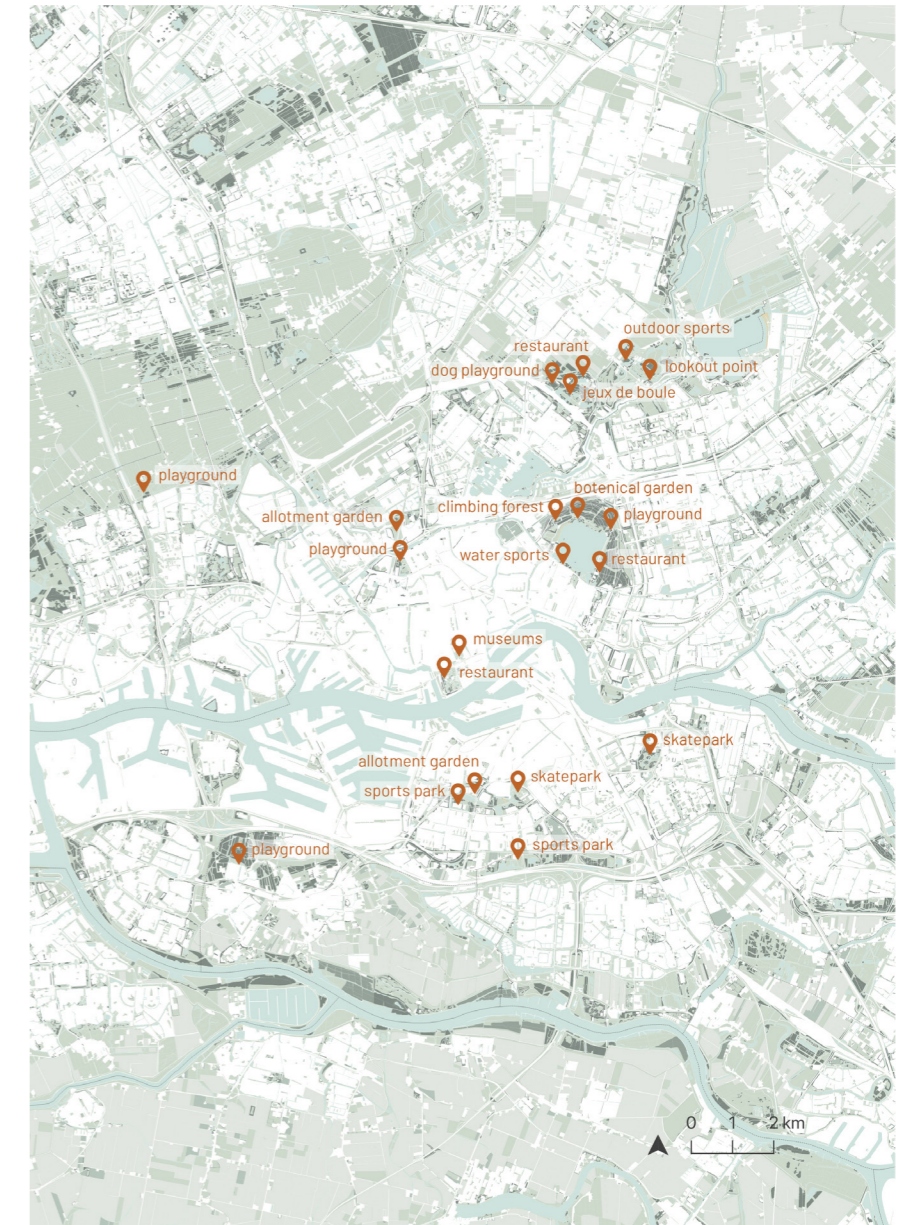 outdoor sports
restaurant
dog playground
lookout point
jeux de boule
playground
botenical garden
climbing forest
allotment garden
playground
playground
water sports
restaurant
museums
restaurant
skatepark
allotment garden
skatepark
sports park
sports park
playground
0 1 2 km